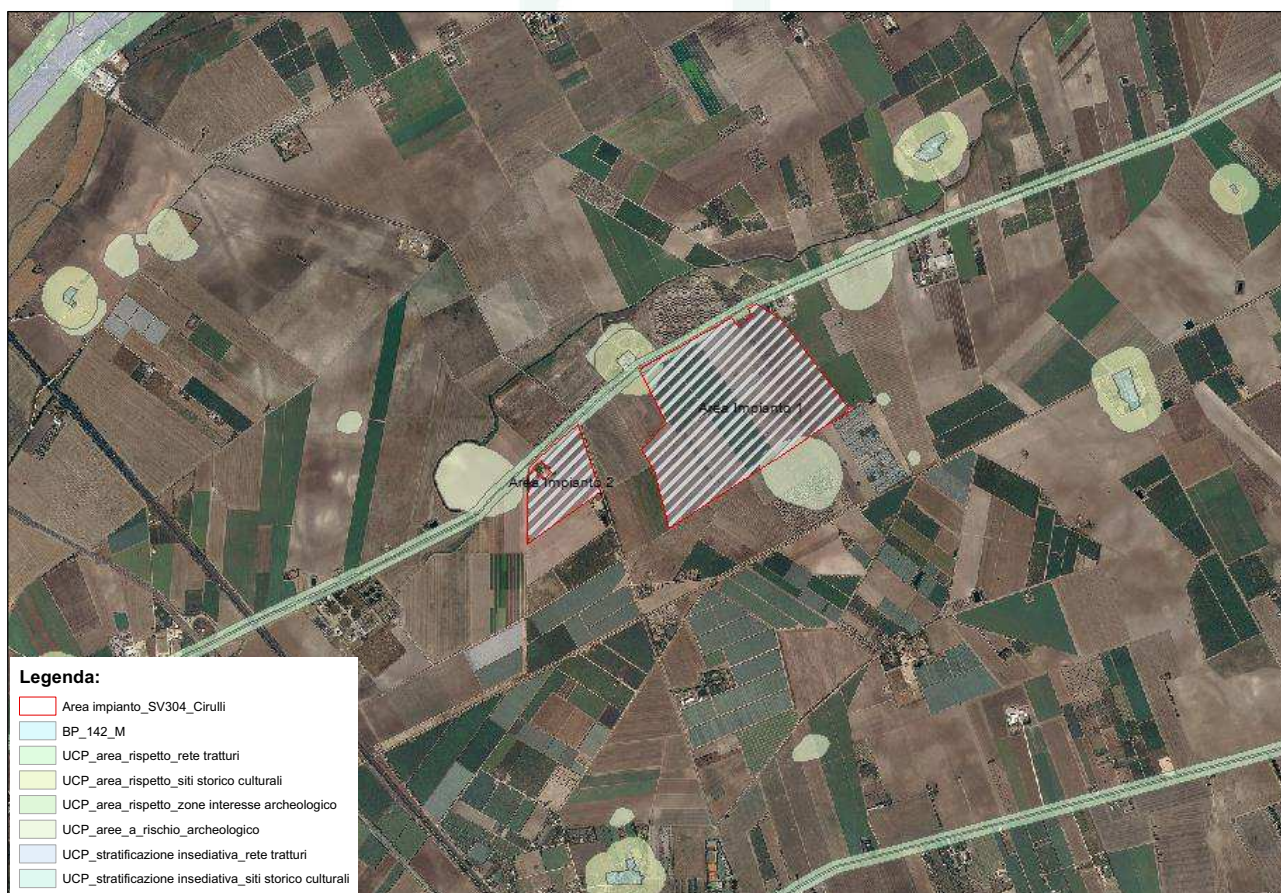 Area Impianto 1
Area Impianto 2
Legenda:
Area impianto_SV304_Cirulli
BP_142_M
UCP_area_rispetto_rete tratturi
UCP_area_rispetto_siti storico culturali
UCP_area_rispetto_zone interesse archeologico
UCP_aree_a_rischio_archeologico
UCP_stratificazione insediativa_rete tratturi
UCP_stratificazione insediativa_siti storico culturali